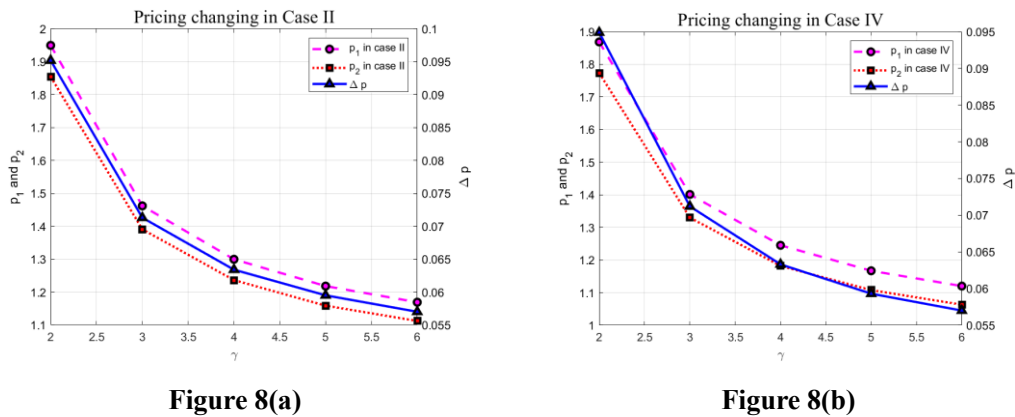 Pricing changing in Case II
p1 in case II
p2 in case II
Δ p
2
1.9
1.8
1.7
1.6
1.5
1.4
1.3
1.2
1.1
p1 and p2
0.1
0.095
0.09
0.085
0.08
0.075
0.07
0.065
0.06
0.055
Δ p
2 2.5 3 3.5 4 4.5 5 5.5 6
γ
Figure 8(a)
Pricing changing in Case IV
p1 in case IV
p2 in case IV
Δ p
1.9
1.8
1.7
1.6
1.5
1.4
1.3
1.2
1.1
1
p1 and p2
0.095
0.09
0.085
0.08
0.075
0.07
0.065
0.06
0.055
Δ p
2 2.5 3 3.5 4 4.5 5 5.5 6
γ
Figure 8(b)